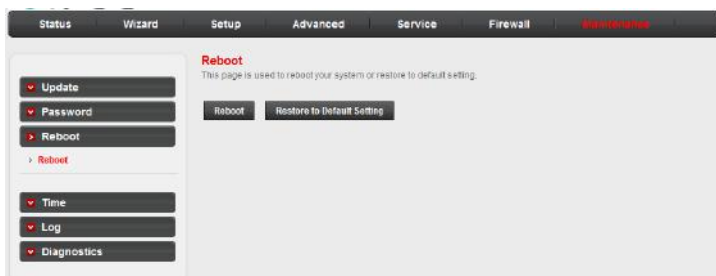 Status Wizard Setup Advanced Service Firewall Maintenance
Reboot
This page is used to reboot your system or restore to default setting.
Reboot Restore to Default Setting
Update
Password
Reboot
Reboot
Time
Log
Diagnostics